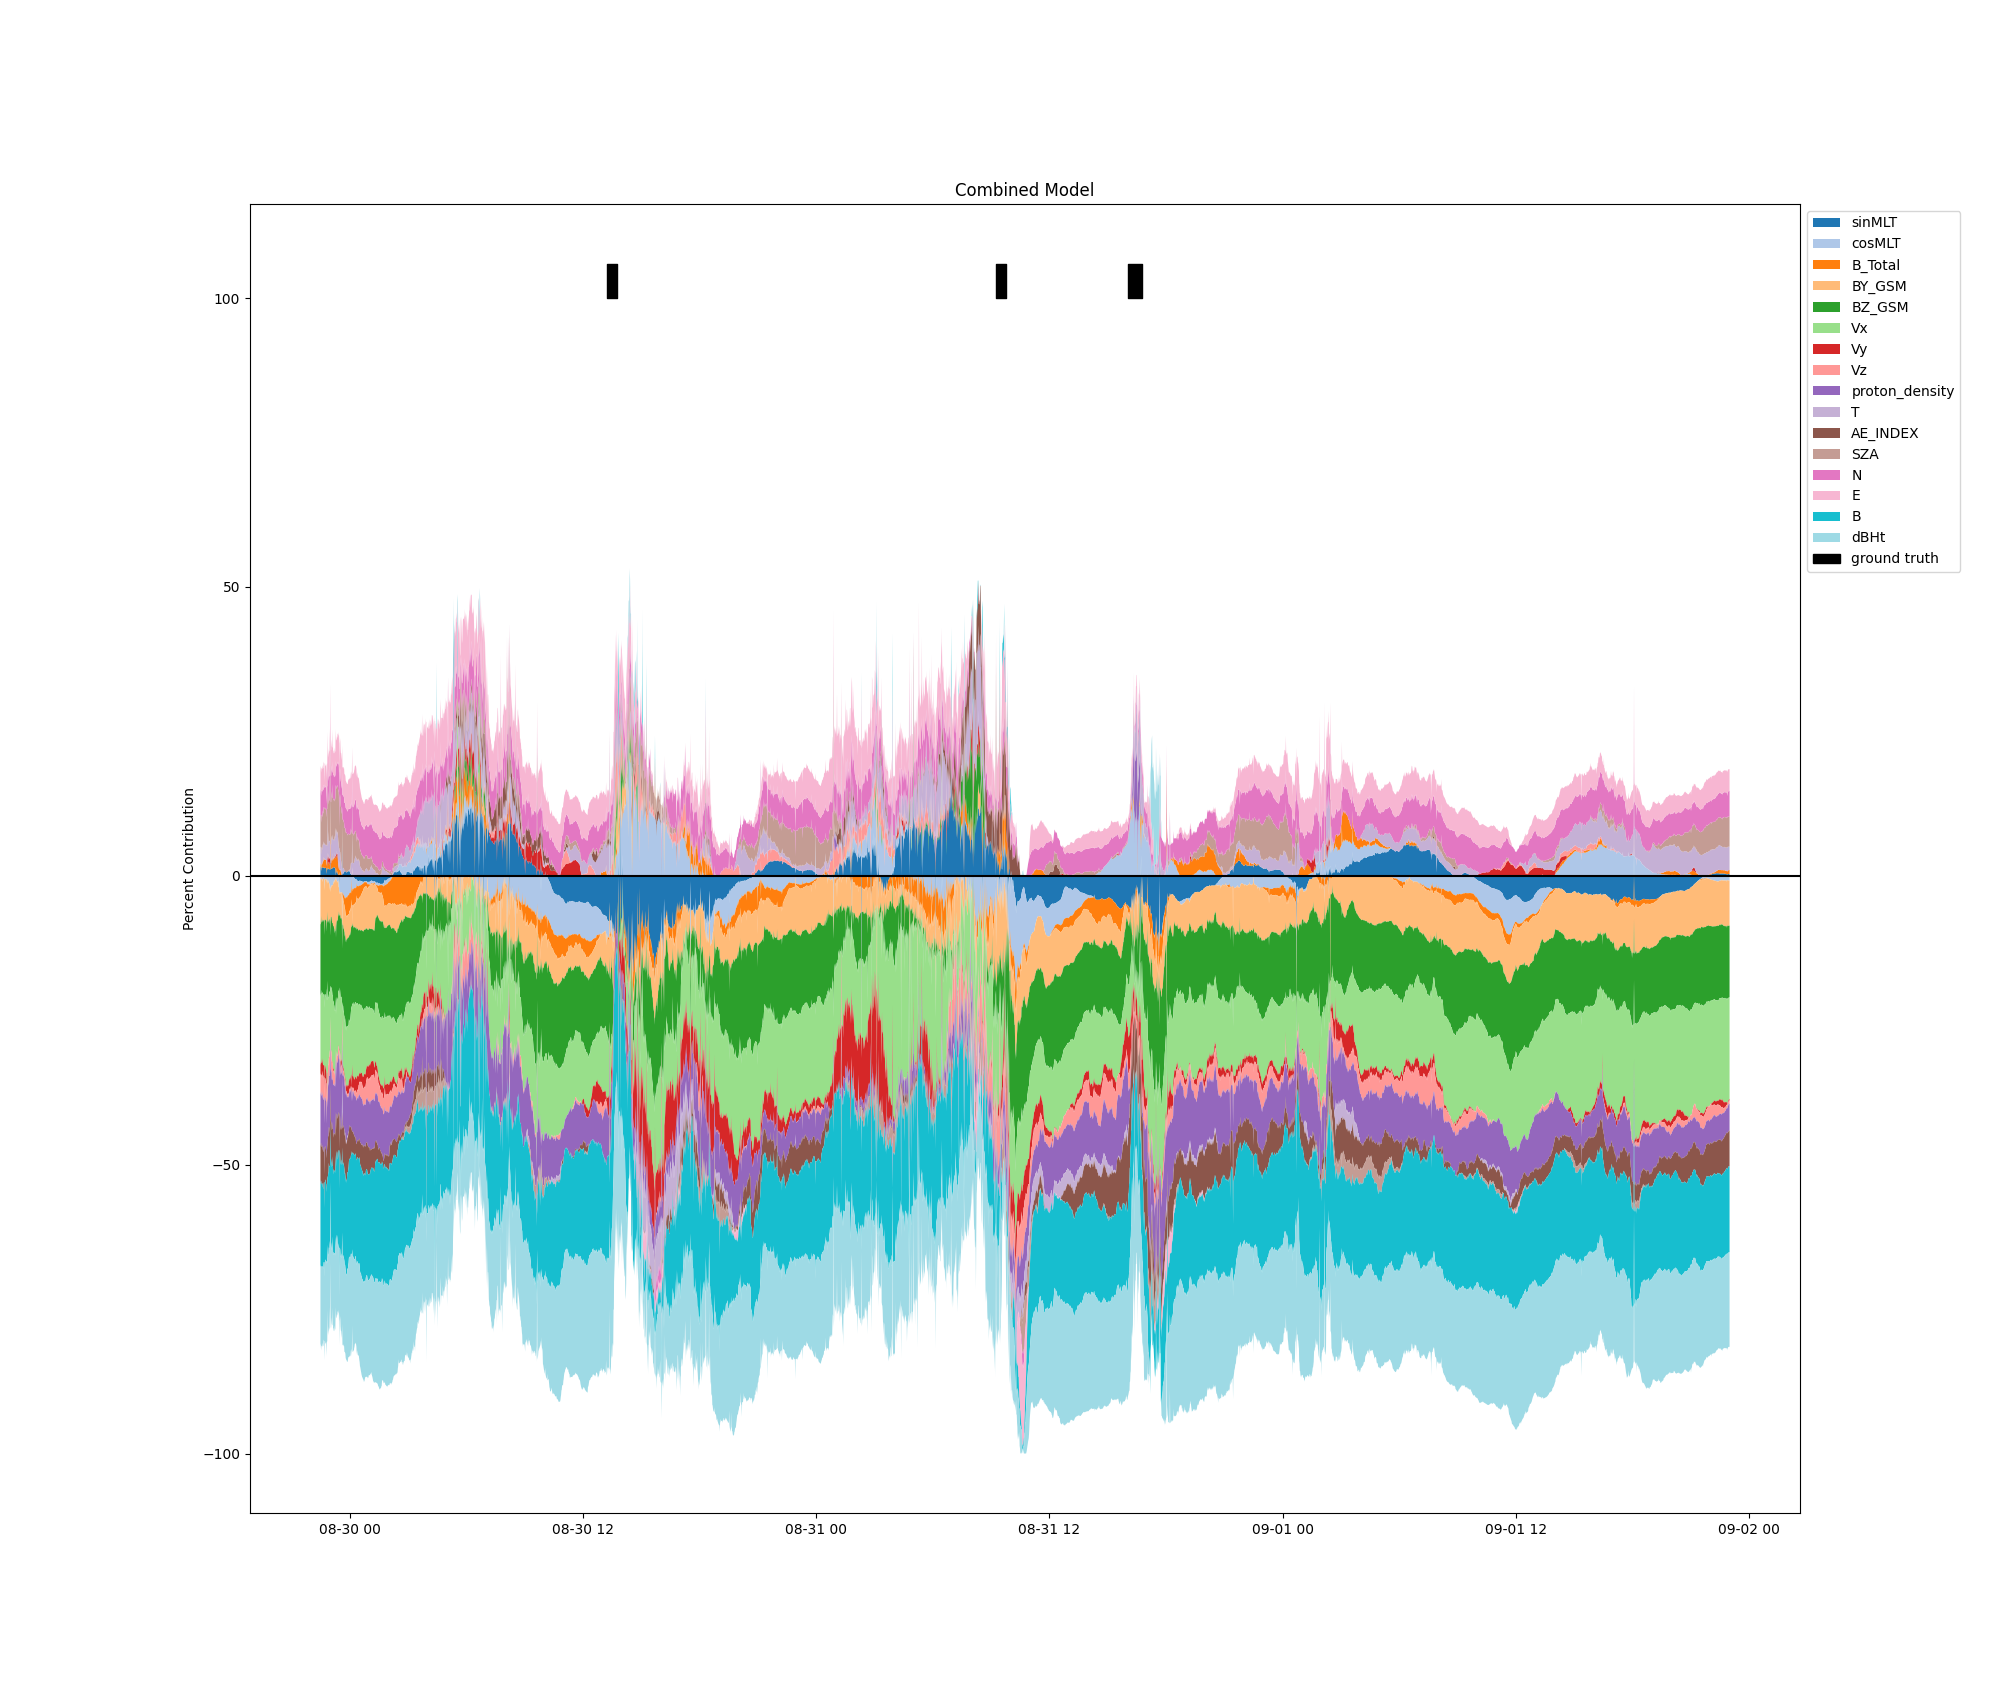 Combined Model
Percent Contribution
100
50
0
−50
−100
08-30 00
08-30 12
08-31 00
08-31 12
09-01 00
09-01 12
09-02 00
sinMLT
cosMLT
B_Total
BY_GSM
BZ_GSM
Vx
Vy
Vz
proton_density
T
AE_INDEX
SZA
N
E
B
dBHt
ground truth